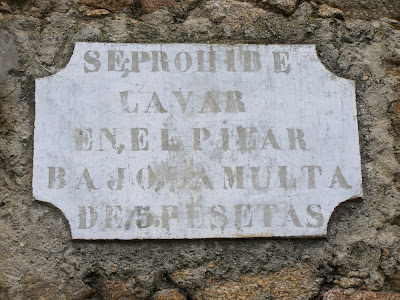 SE,PROHIBE
LAVAR
EN,EL PILAR
BAJO,LA MULTA
DE,5,PESETAS